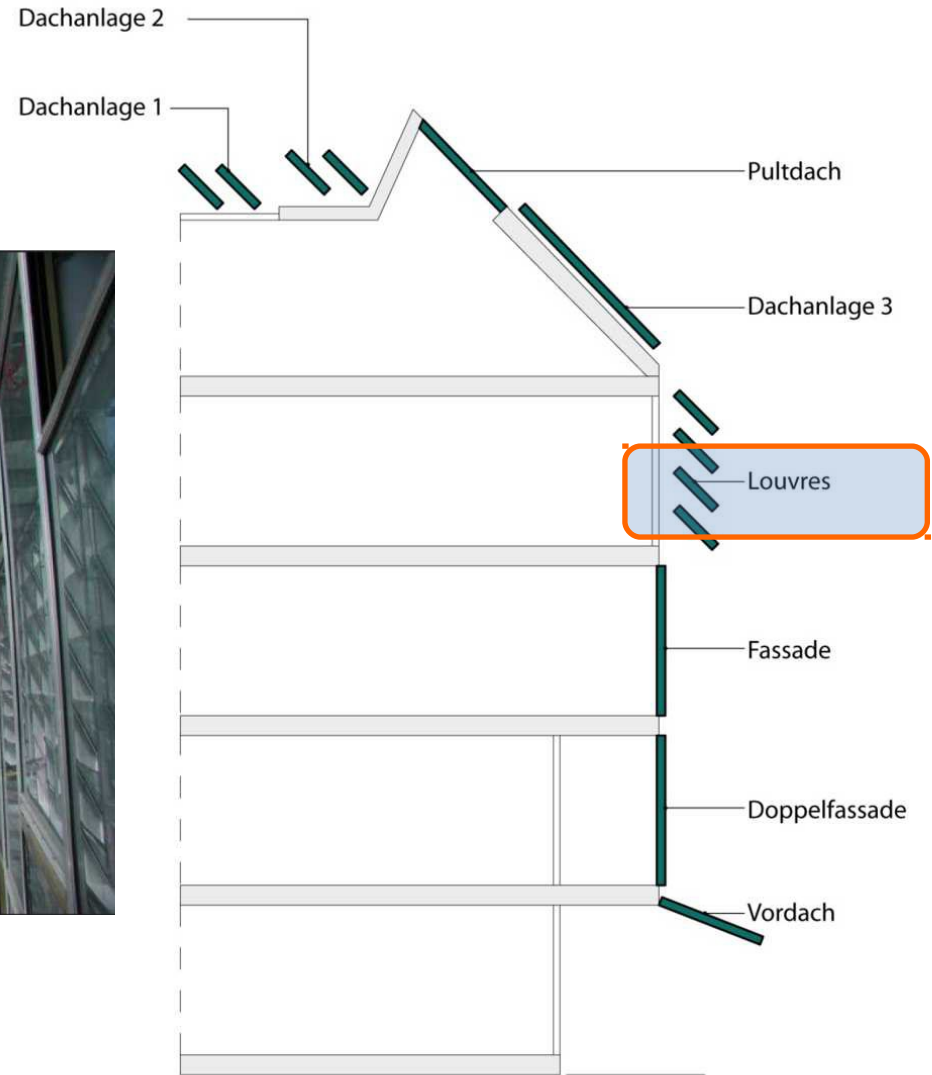 Dachanlage 2
Dachanlage 1
Pultdach
Dachanlage 3
Louvres
Fassade
Doppelfassade
Vordach